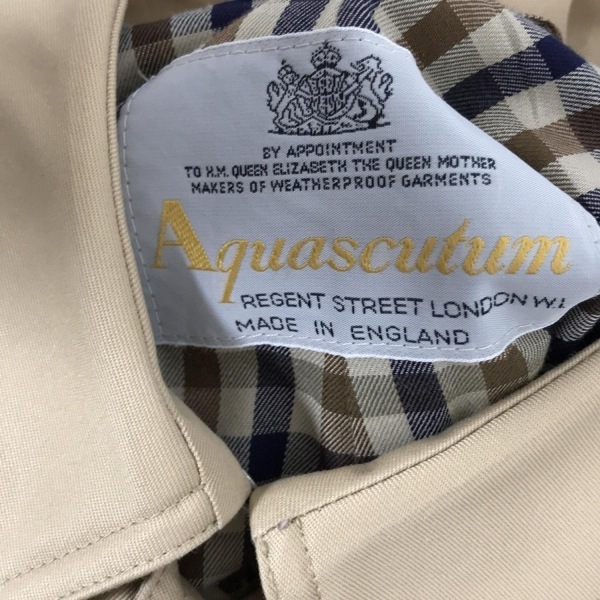 BY APPOINTMENT
TO H.M. QUEEN ELIZABETH THE QUEEN MOTHER
MAKERS OF WEATHERPROOF GARMENTS
Aquascutum
REGENT STREET LONDON W.1
MADE IN ENGLAND